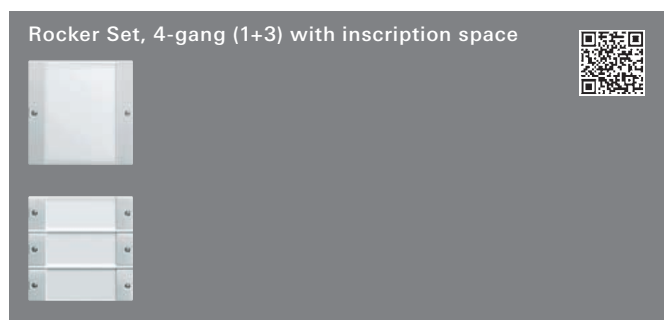 Rocker Set, 4-gang (1+3) with inscription space